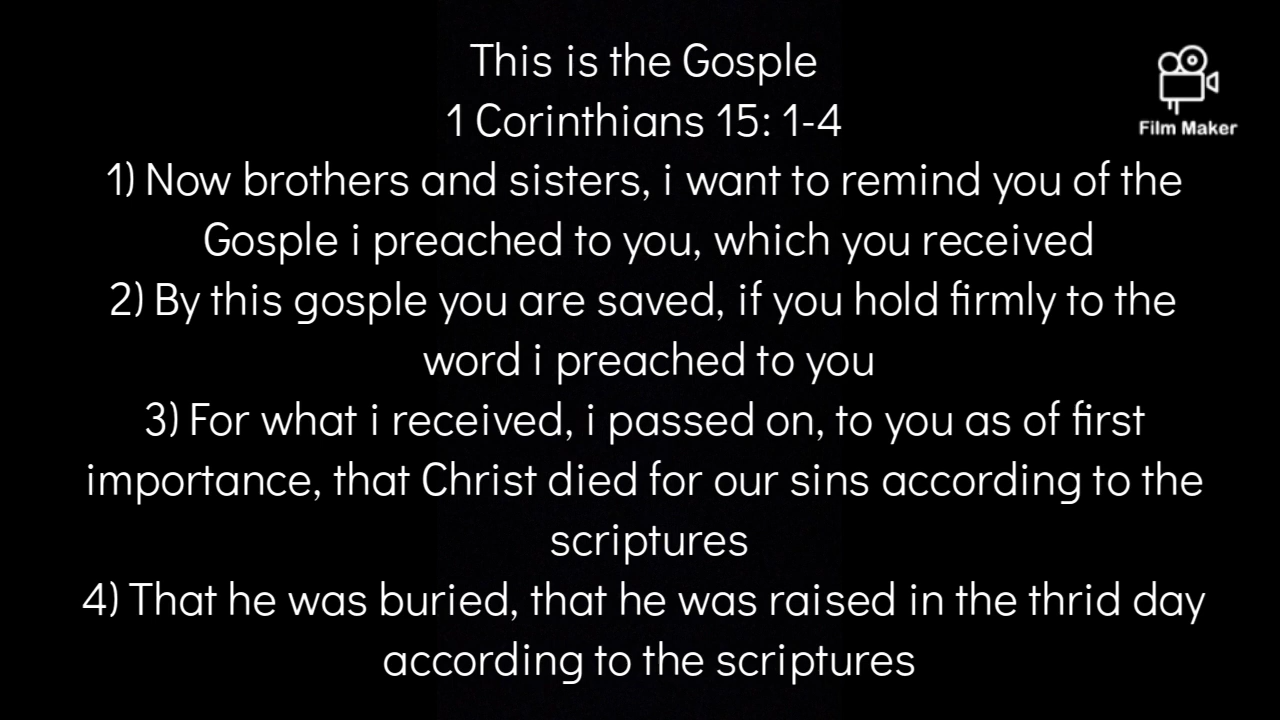 This is the Gosple
1 Corinthians 15: 1-4
Film Maker
1) Now brothers and sisters, i want to remind you of the
Gosple i preached to you, which you received
2) By this gosple you are saved, if you hold firmly to the
word i preached to you
3) For what i received, i passed on, to you as of first
importance, that Christ died for our sins according to the
scriptures
4) That he was buried, that he was raised in the thrid day
according to the scriptures